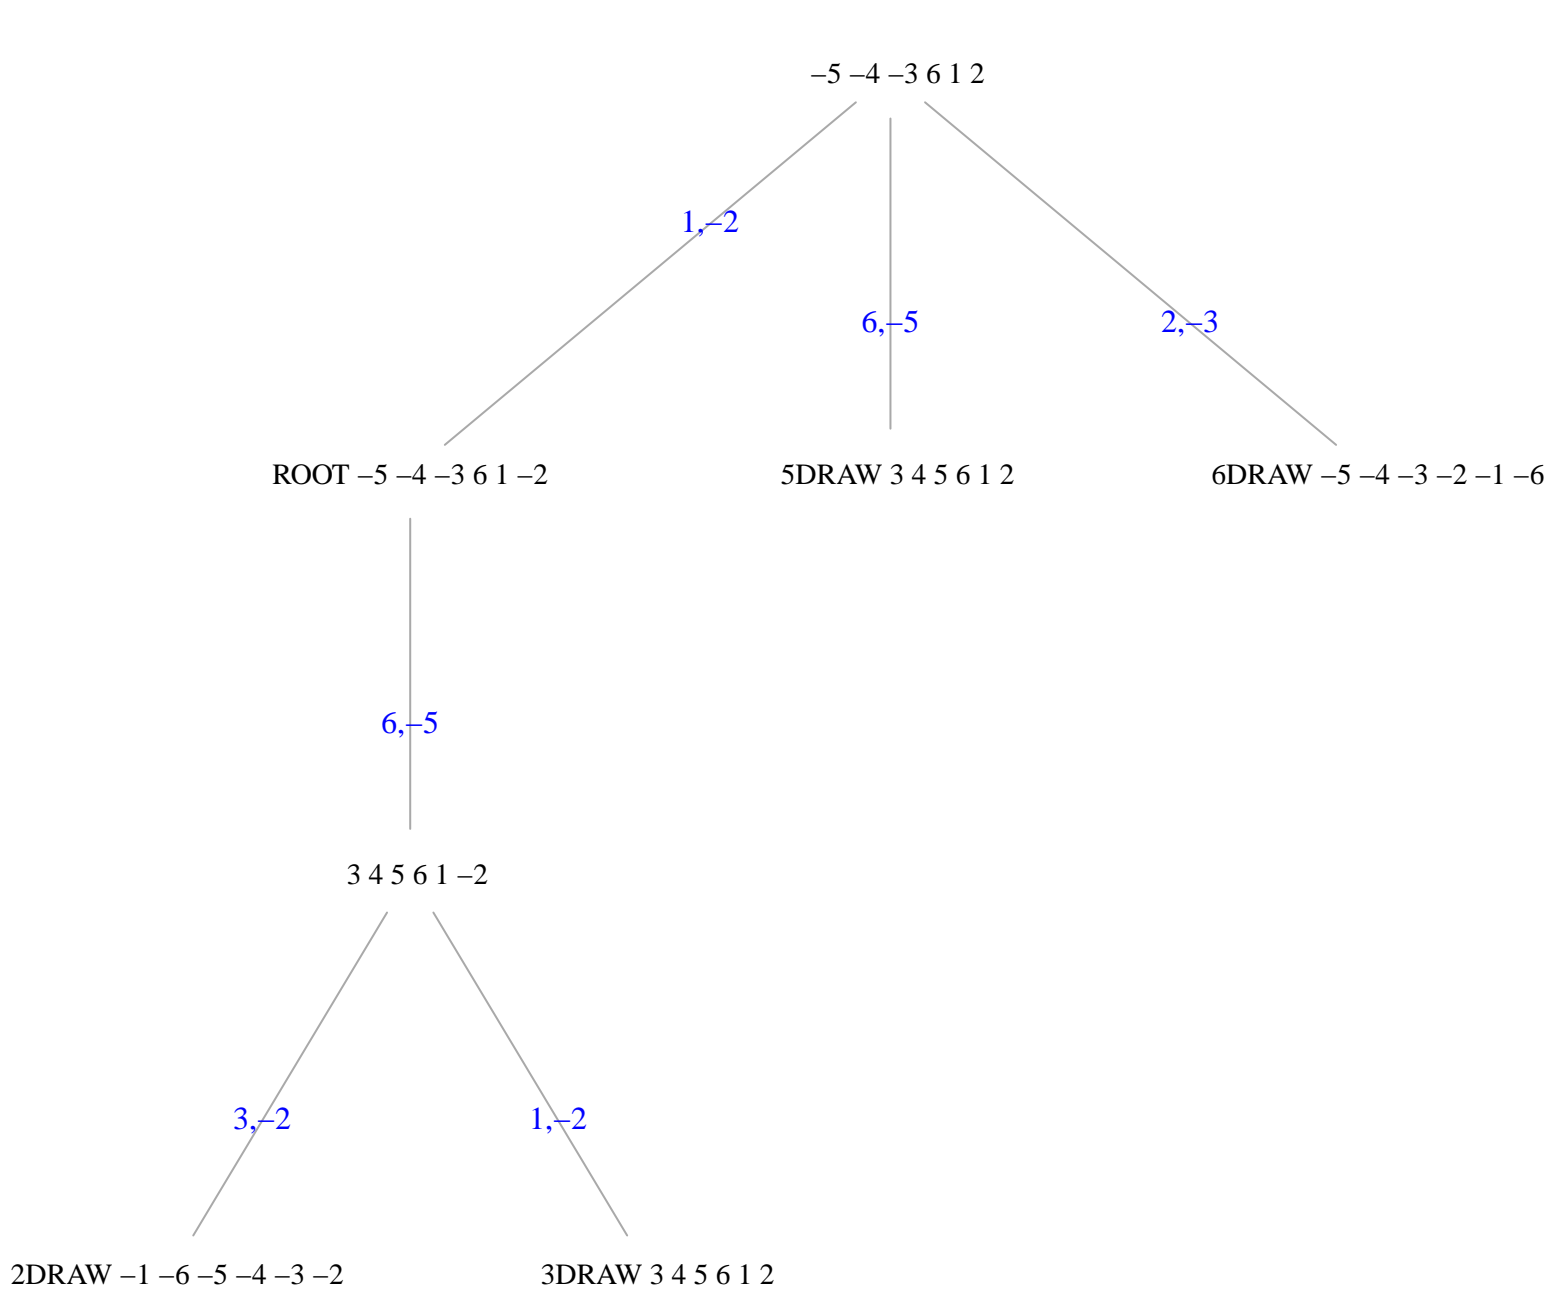 –5 –4 –3 6 1 2
1,–2
6,–5
2,–3
ROOT –5 –4 –3 6 1 –2
5DRAW 3 4 5 6 1 2
6DRAW –5 –4 –3 –2 –1 –6
6,–5
3 4 5 6 1 –2
3,–2
1,–2
2DRAW –1 –6 –5 –4 –3 –2
3DRAW 3 4 5 6 1 2